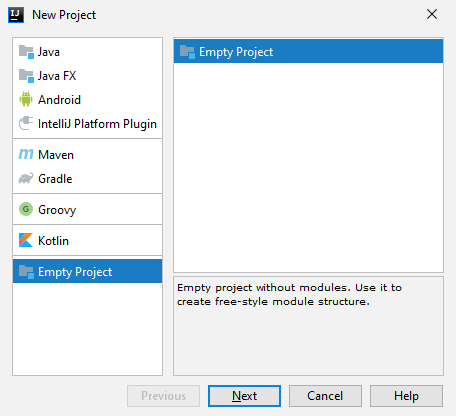 New Project
Java
Java FX
Android
IntelliJ Platform Plugin
Maven
Gradle
Groovy
Kotlin
Empty Project
Empty Project
Empty project without modules. Use it to
create free-style module structure.
Previous
Next
Cancel
Help